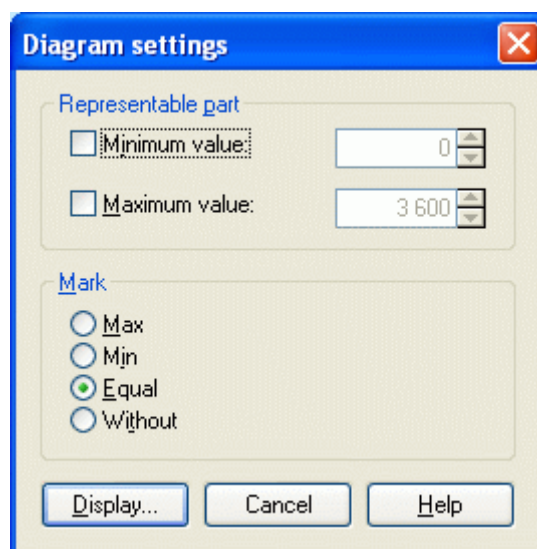 Diagram settings
Representable part
Minimum value: 0
Maximum value: 3 600
Mark
Max
Min
Equal
Without
Display... Cancel Help